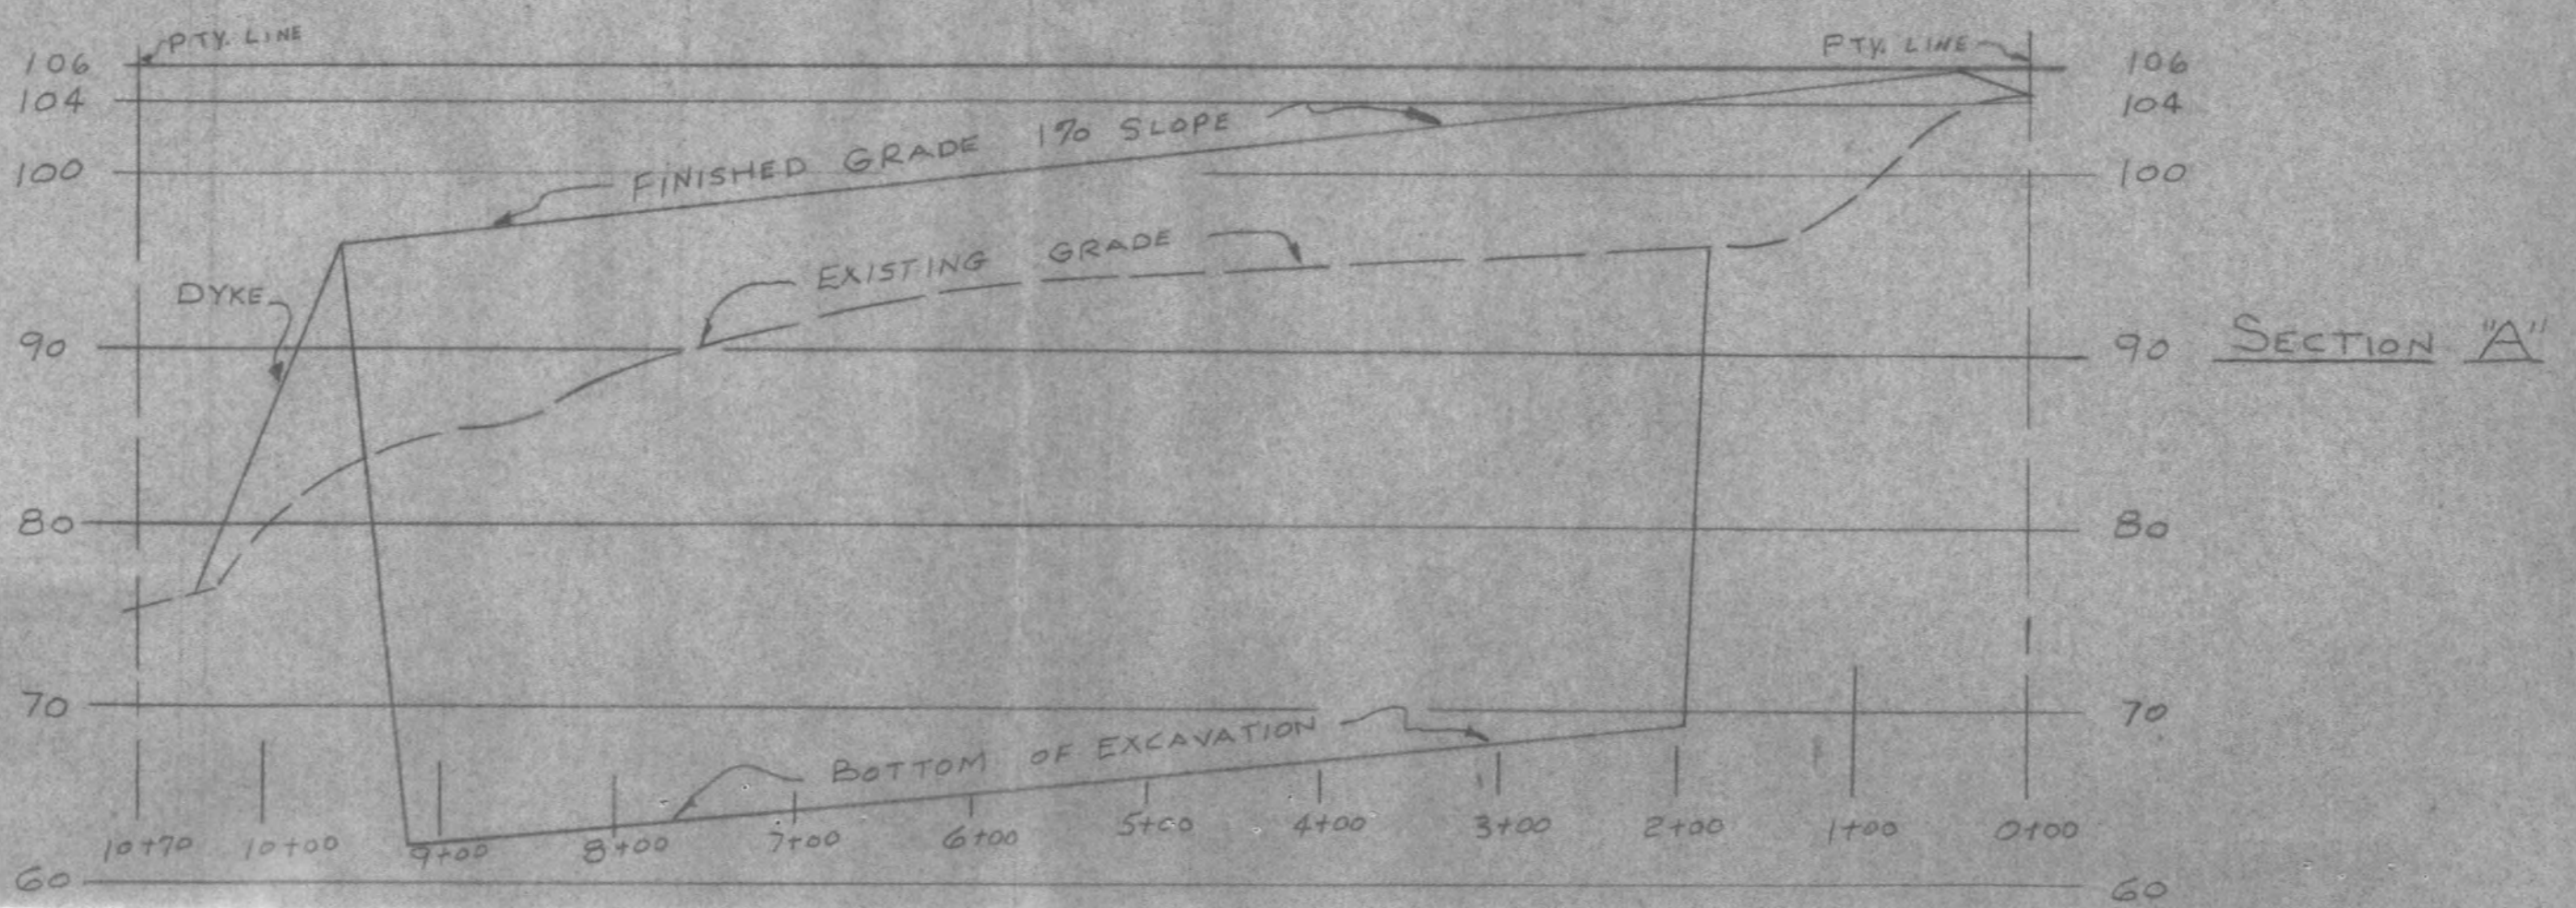 PTY. LINE
PTY. LINE
106
106
104
104
FINISHED GRADE 1% SLOPE
100
100
EXISTING GRADE
DYKE
90
90
SECTION "A"
80
80
70
70
BOTTOM OF EXCAVATION
10+70 10+00 9+00 8+00 7+00 6+00 5+00 4+00 3+00 2+00 1+00 0+00
60
60